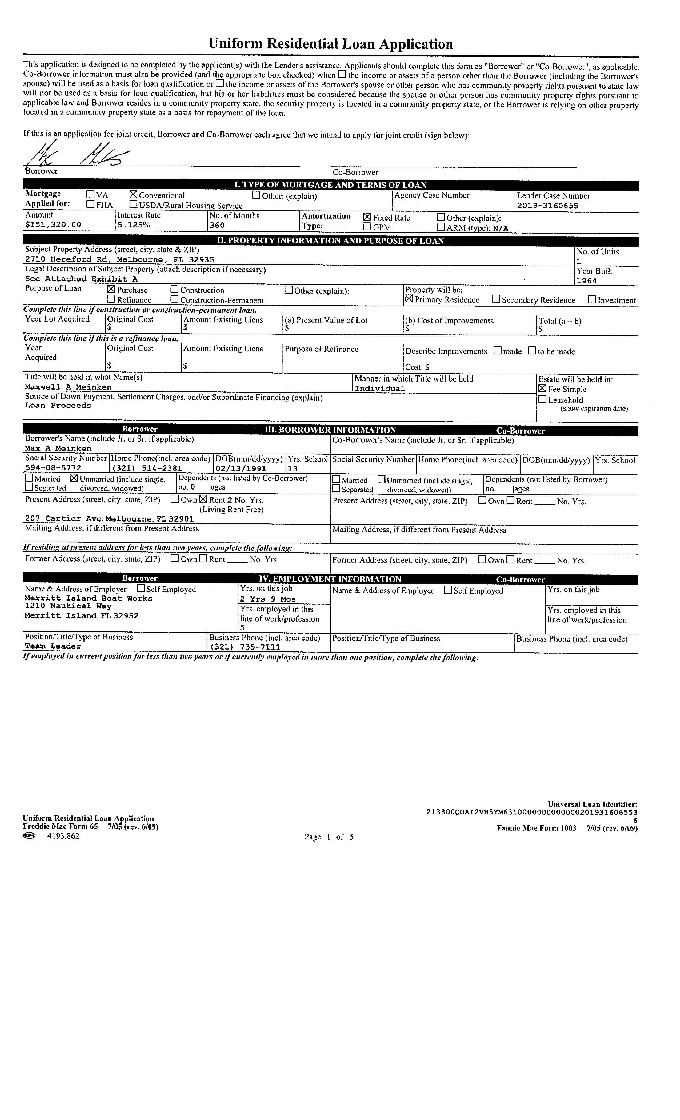 Uniform Residential Loan Application
This application is designed to be completed by the applicant(s) with the Lender's assistance. Applicants should complete this form as "Borrower" or "Co-Borrower", as applicable.
Co-Borrower information must also be provided (and the appropriate box checked) when ☐ the income or assets of a person other than the Borrower (including the Borrower's
spouse) will be used as a basis for loan qualification or ☐ the income or assets of the Borrower's spouse or other person who has community property rights pursuant to state law
will not be used as a basis for loan qualification, but his or her liabilities must be considered because the spouse or other person has community property rights pursuant to
applicable law and Borrower resides in a community property state, the security property is located in a community property state, or the Borrower is relying on other property
located in a community property state as a basis for repayment of the loan.
If this is an application for joint credit, Borrower and Co-Borrower each agree that we intend to apply for joint credit (sign below):
Borrower Co-Borrower
I. TYPE OF MORTGAGE AND TERMS OF LOAN
Mortgage ☐ VA ☒ Conventional ☐ Other (explain) Agency Case Number Lender Case Number
Applied for: ☐ FHA ☐ USDA/Rural Housing Service 2019-3160655
Amount Interest Rate No. of Months Amortization ☒ Fixed Rate ☐ Other (explain):
$151,320.00 5.125% 360 Type: ☐ GPM ☐ ARM (type): N/A
II. PROPERTY INFORMATION AND PURPOSE OF LOAN
Subject Property Address (street, city, state & ZIP) No. of Units
2710 Hereford Rd, Melbourne, FL 32935 1
Legal Description of Subject Property (attach description if necessary) Year Built
See Attached Exhibit A 1964
Purpose of Loan ☒ Purchase ☐ Construction ☐ Other (explain): Property will be:
☐ Refinance ☐ Construction-Permanent ☒ Primary Residence ☐ Secondary Residence ☐ Investment
Complete this line if construction or construction-permanent loan.
Year Lot Acquired Original Cost Amount Existing Liens (a) Present Value of Lot (b) Cost of Improvements Total (a + b)
$ $ $ $ $
Complete this line if this is a refinance loan.
Year Original Cost Amount Existing Liens Purpose of Refinance Describe Improvements ☐ made ☐ to be made
Acquired
$ $ Cost $
Title will be held in what Name(s) Manner in which Title will be held Estate will be held in:
Maxwell A Meinken Individual ☒ Fee Simple
Source of Down Payment, Settlement Charges, and/or Subordinate Financing (explain) ☐ Leasehold
Loan Proceeds (show expiration date)
Borrower III. BORROWER INFORMATION Co-Borrower
Borrower's Name (include Jr. or Sr. if applicable) Co-Borrower's Name (include Jr. or Sr. if applicable)
Max A Meinken
Social Security Number Home Phone(incl. area code) DOB(mm/dd/yyyy) Yrs. School Social Security Number Home Phone(incl. area code) DOB(mm/dd/yyyy) Yrs. School
594-08-5772 (321) 514-2381 02/13/1991 13
☐ Married ☒ Unmarried (include single, Dependents (not listed by Co-Borrower) ☐ Married ☐ Unmarried (include single, Dependents (not listed by Borrower)
☐ Separated divorced, widowed) no. 0 ages ☐ Separated divorced, widowed) no. ages
Present Address (street, city, state, ZIP) ☐ Own ☒ Rent 2 No. Yrs. Present Address (street, city, state, ZIP) ☐ Own ☐ Rent ____ No. Yrs.
(Living Rent Free)
207 Cartier Ave Melbourne, FL 32901
Mailing Address, if different from Present Address Mailing Address, if different from Present Address
If residing at present address for less than two years, complete the following:
Former Address (street, city, state, ZIP) ☐ Own ☐ Rent ____ No. Yrs. Former Address (street, city, state, ZIP) ☐ Own ☐ Rent ____ No. Yrs.
Borrower IV. EMPLOYMENT INFORMATION Co-Borrower
Name & Address of Employer ☐ Self Employed Yrs. on this job Name & Address of Employer ☐ Self Employed Yrs. on this job
Merritt Island Boat Works 2 Yrs 9 Mos
1210 Nautical Way Yrs. employed in this Yrs. employed in this
Merritt Island FL 32952 line of work/profession line of work/profession
5
Position/Title/Type of Business Business Phone (incl. area code) Position/Title/Type of Business Business Phone (incl. area code)
Team Leader (321) 735-7111
If employed in current position for less than two years or if currently employed in more than one position, complete the following:
Universal Loan Identifier:
6
Uniform Residential Loan Application
Freddie Mac Form 65 7/05 (rev. 6/09) Fannie Mae Form 1003 7/05 (rev. 6/09)
4193.862 Page 1 of 5